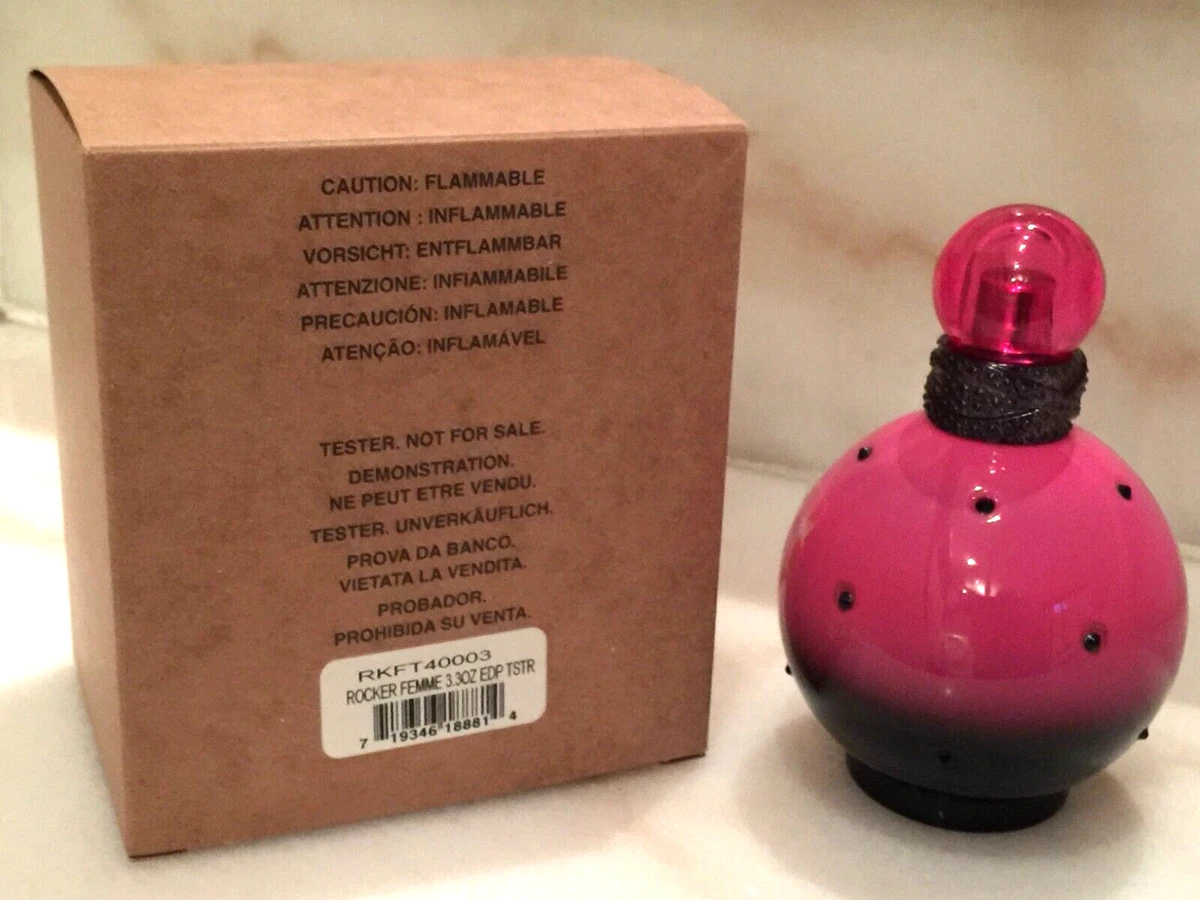 CAUTION: FLAMMABLE
ATTENTION : INFLAMMABLE
VORSICHT: ENTFLAMMBAR
ATTENZIONE: INFIAMMABILE
PRECAUCIÓN: INFLAMABLE
ATENÇÃO: INFLAMÁVEL
TESTER. NOT FOR SALE.
DEMONSTRATION.
NE PEUT ETRE VENDU.
TESTER. UNVERKÄUFLICH.
PROVA DA BANCO.
VIETATA LA VENDITA.
PROBADOR.
PROHIBIDA SU VENTA.
RKFT40003
ROCKER FEMME 3.3OZ EDP TSTR
7 19346 18881 4